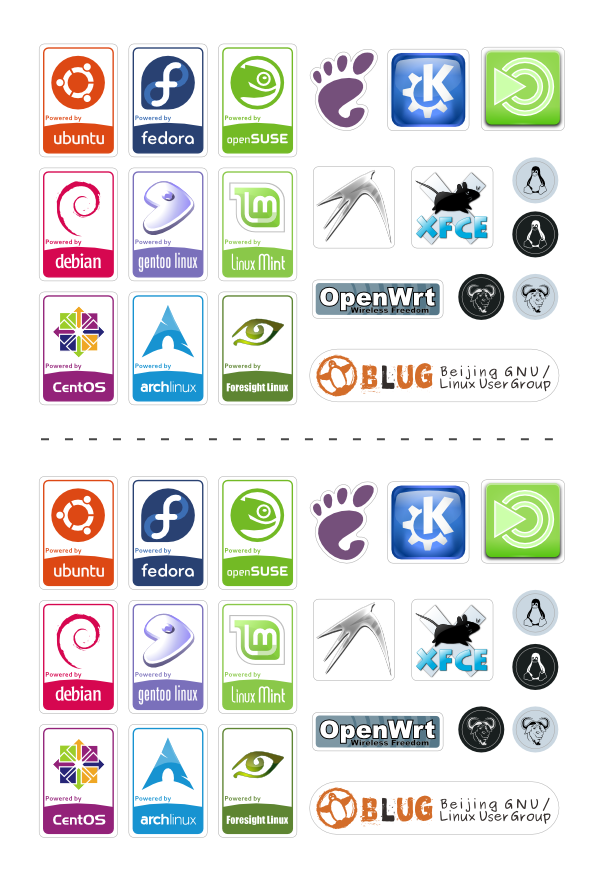 Powered by
ubuntu
Powered by
fedora
Powered by
openSUSE
Powered by
debian
Powered by
gentoo linux
lm
Powered by
Linux Mint
XFCE
OpenWrt
Wireless Freedom
Powered by
CentOS
Powered by
archlinux
Powered by
Foresight Linux
BLUG
Beijing GNU/
Linux User Group
Powered by
ubuntu
Powered by
fedora
Powered by
openSUSE
Powered by
debian
Powered by
gentoo linux
lm
Powered by
Linux Mint
XFCE
OpenWrt
Wireless Freedom
Powered by
CentOS
Powered by
archlinux
Powered by
Foresight Linux
BLUG
Beijing GNU/
Linux User Group